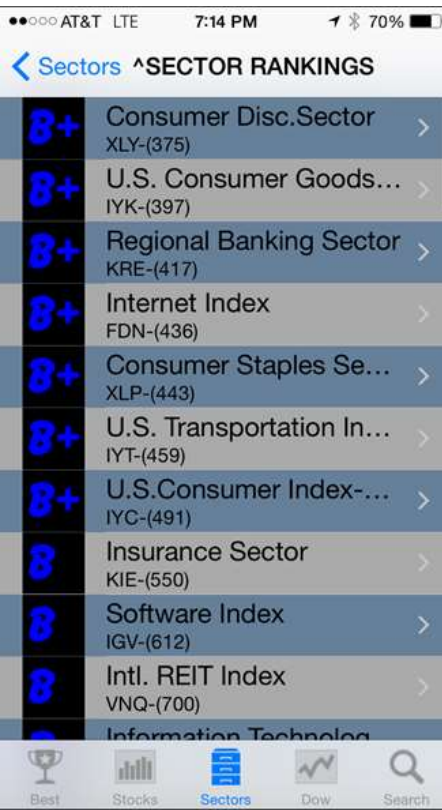 AT&T LTE 7:14 PM 70%
Sectors ^SECTOR RANKINGS
B+ Consumer Disc.Sector
XLY-(375)
B+ U.S. Consumer Goods...
IYK-(397)
B+ Regional Banking Sector
KRE-(417)
B+ Internet Index
FDN-(436)
B+ Consumer Staples Se...
XLP-(443)
B+ U.S. Transportation In...
IYT-(459)
B+ U.S.Consumer Index-...
IYC-(491)
B Insurance Sector
KIE-(550)
B Software Index
IGV-(612)
B Intl. REIT Index
VNQ-(700)
B Information Technolog
Best Stocks Sectors Dow Search